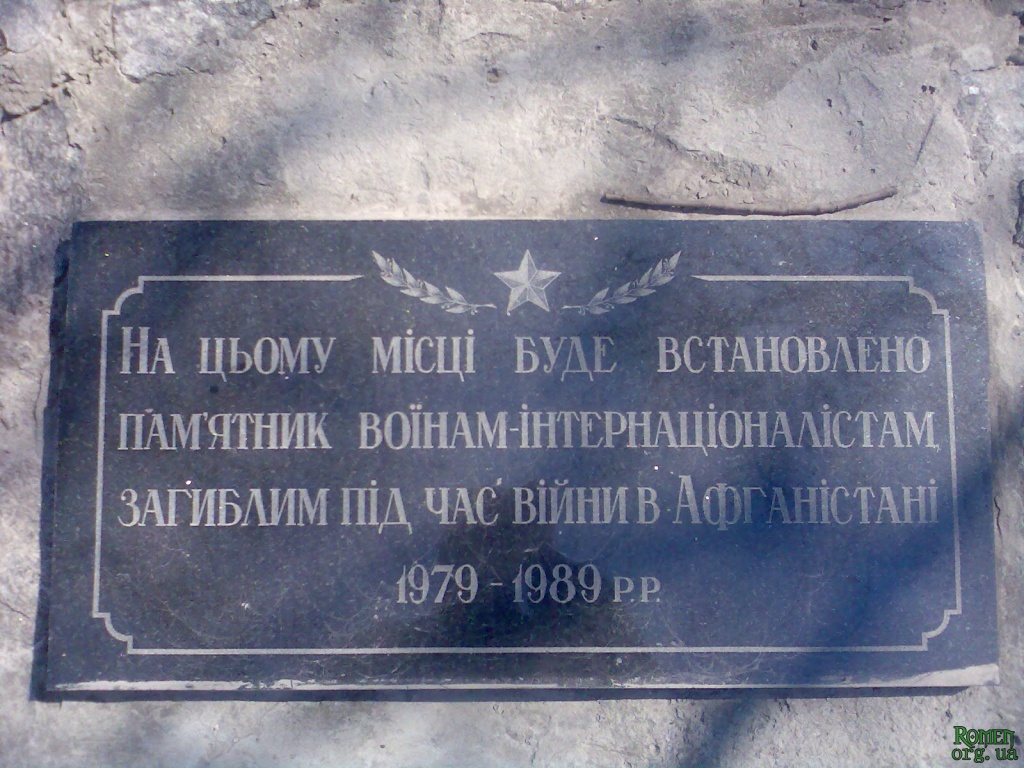 На цьому місці буде встановлено
пам'ятник воїнам-інтернаціоналістам,
загиблим під час війни в Афганістані
1979 - 1989 р.р.
Romen
org.ua